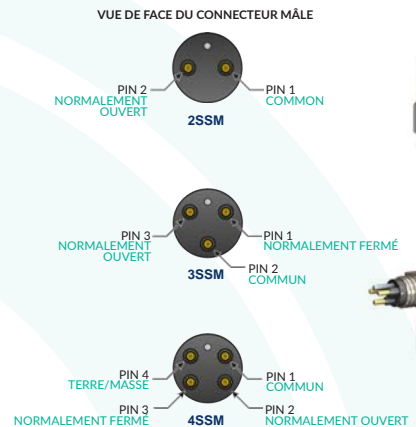 VUE DE FACE DU CONNECTEUR MÂLE
PIN 2
NORMALEMENT
OUVERT
PIN 1
COMMON
2SSM
PIN 3
NORMALEMENT
OUVERT
PIN 1
NORMALEMENT FERMÉ
PIN 2
COMMUN
3SSM
PIN 4
TERRE/MASSE
PIN 1
COMMUN
PIN 3
NORMALEMENT FERMÉ
PIN 2
NORMALEMENT OUVERT
4SSM